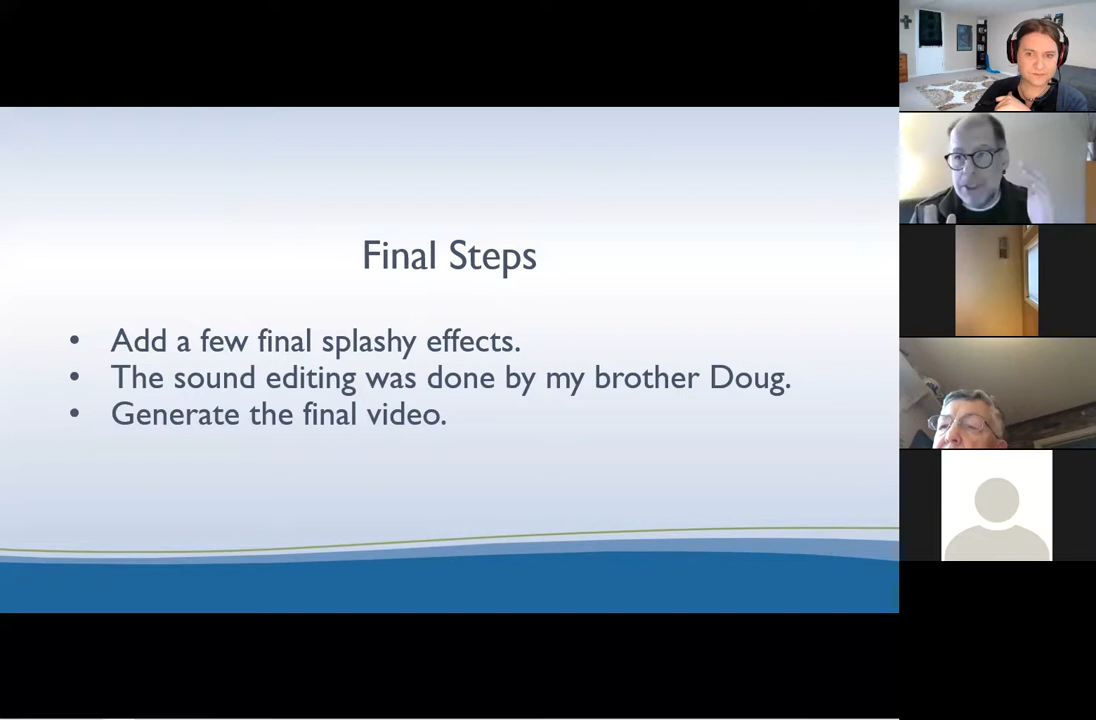 Final Steps
• Add a few final splashy effects.
• The sound editing was done by my brother Doug.
• Generate the final video.